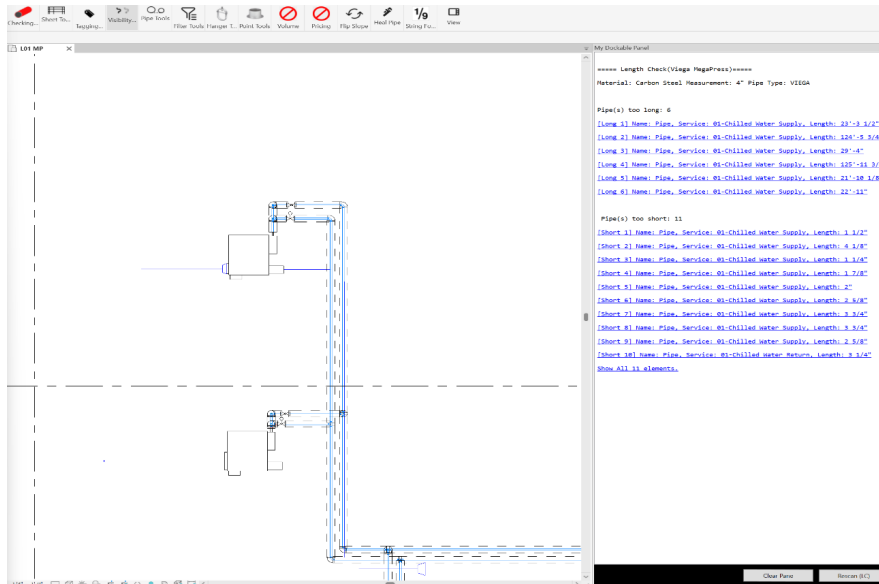 Checking...
Sheet To...
Tagging...
Visibility...
Pipe Tools
Filter Tools
Hanger T...
Point Tools
Volume
Pricing
Flip Slope
Heal Pipe
1/9
String Fo...
View
L01 MP
My Dockable Panel
===== Length Check(Viega MegaPress)=====
Material: Carbon Steel Measurement: 4" Pipe Type: VIEGA
Pipe(s) too long: 6
[Long 1] Name: Pipe, Service: 01-Chilled Water Supply, Length: 23'-3 1/2"
[Long 2] Name: Pipe, Service: 01-Chilled Water Supply, Length: 124'-5 3/4
[Long 3] Name: Pipe, Service: 01-Chilled Water Supply, Length: 29'-4"
[Long 4] Name: Pipe, Service: 01-Chilled Water Supply, Length: 125'-11 3/
[Long 5] Name: Pipe, Service: 01-Chilled Water Supply, Length: 21'-10 1/8
[Long 6] Name: Pipe, Service: 01-Chilled Water Supply, Length: 22'-11"
Pipe(s) too short: 11
[Short 1] Name: Pipe, Service: 01-Chilled Water Supply, Length: 1 1/2"
[Short 2] Name: Pipe, Service: 01-Chilled Water Supply, Length: 4 1/8"
[Short 3] Name: Pipe, Service: 01-Chilled Water Supply, Length: 1 1/4"
[Short 4] Name: Pipe, Service: 01-Chilled Water Supply, Length: 1 7/8"
[Short 5] Name: Pipe, Service: 01-Chilled Water Supply, Length: 2"
[Short 6] Name: Pipe, Service: 01-Chilled Water Supply, Length: 2 5/8"
[Short 7] Name: Pipe, Service: 01-Chilled Water Supply, Length: 3 3/4"
[Short 8] Name: Pipe, Service: 01-Chilled Water Supply, Length: 3 3/4"
[Short 9] Name: Pipe, Service: 01-Chilled Water Supply, Length: 2 5/8"
[Short 10] Name: Pipe, Service: 01-Chilled Water Return, Length: 3 1/4"
Show All 11 elements.
Clear Pane
Rescan (LC)